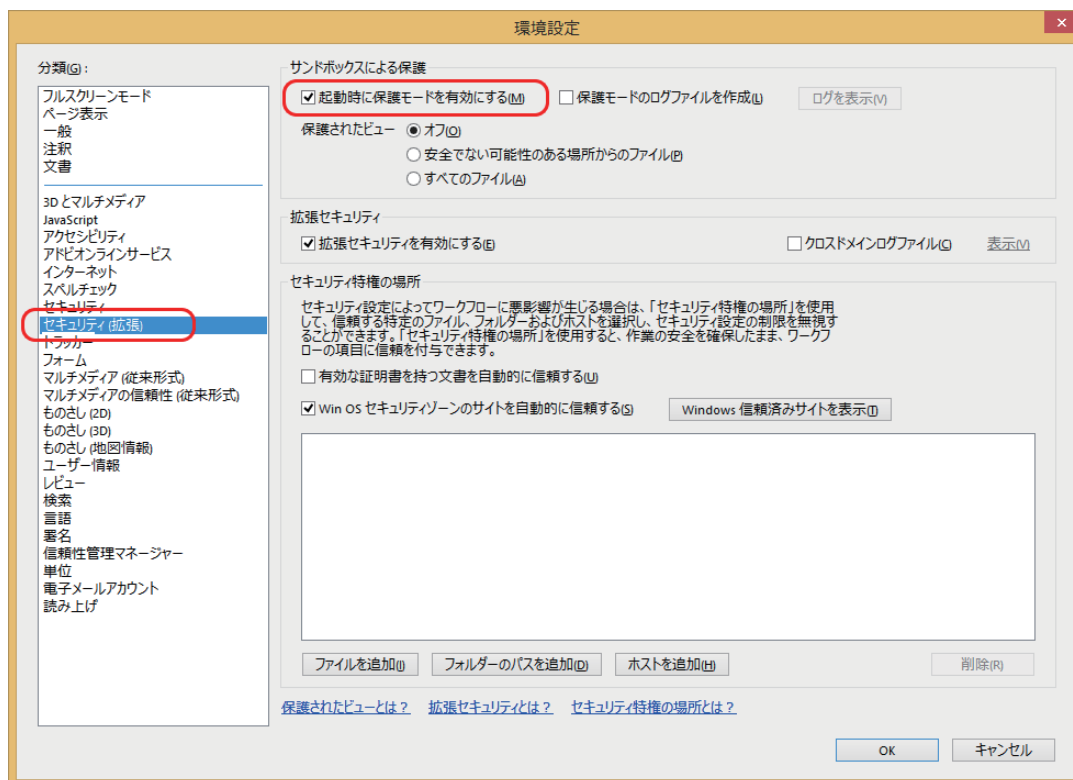 環境設定
分類(G):
フルスクリーンモード
ページ表示
一般
注釈
文書
3D とマルチメディア
JavaScript
アクセシビリティ
アドビオンラインサービス
インターネット
スペルチェック
セキュリティ
セキュリティ (拡張)
トラッカー
フォーム
マルチメディア (従来形式)
マルチメディアの信頼性 (従来形式)
ものさし (2D)
ものさし (3D)
ものさし (地図情報)
ユーザー情報
レビュー
検索
言語
署名
信頼性管理マネージャー
単位
電子メールアカウント
読み上げ
サンドボックスによる保護
起動時に保護モードを有効にする(M)
保護モードのログファイルを作成(L)
ログを表示(V)
保護されたビュー
オフ(O)
安全でない可能性のある場所からのファイル(P)
すべてのファイル(A)
拡張セキュリティ
拡張セキュリティを有効にする(E)
クロスドメインログファイル(C)
表示(V)
セキュリティ特権の場所
セキュリティ設定によってワークフローに悪影響が生じる場合は、「セキュリティ特権の場所」を使用
して、信頼する特定のファイル、フォルダーおよびホストを選択し、セキュリティ設定の制限を無視す
ることができます。「セキュリティ特権の場所」を使用すると、作業の安全を確保したまま、ワークフ
ローの項目に信頼を付与できます。
有効な証明書を持つ文書を自動的に信頼する(U)
Win OS セキュリティゾーンのサイトを自動的に信頼する(S)
Windows 信頼済みサイトを表示(T)
ファイルを追加(I)
フォルダーのパスを追加(D)
ホストを追加(H)
削除(R)
保護されたビューとは?
拡張セキュリティとは?
セキュリティ特権の場所とは?
OK
キャンセル